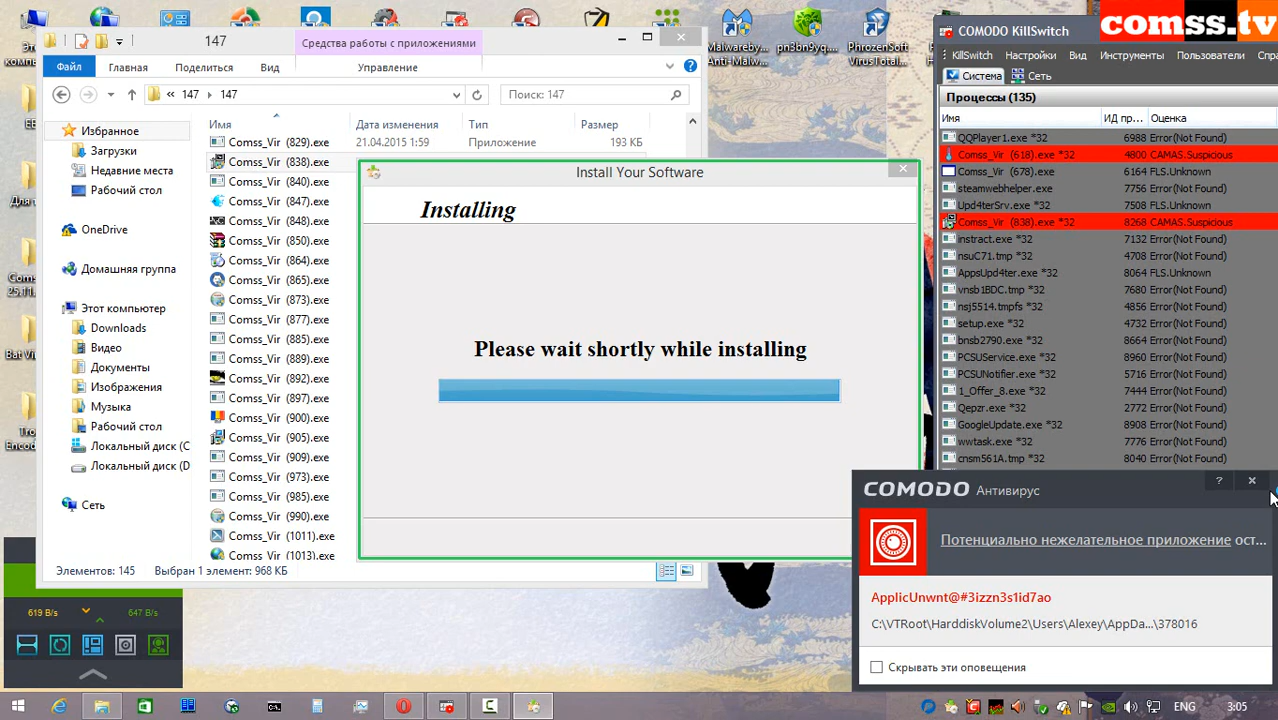 comss.tv
147
Средства работы с приложениями
Файл
Главная
Поделиться
Вид
Управление
147
147
Поиск: 147
Избранное
Загрузки
Недавние места
Рабочий стол
OneDrive
Домашняя группа
Этот компьютер
Downloads
Видео
Документы
Изображения
Музыка
Рабочий стол
Локальный диск (C
Локальный диск (D
Сеть
Имя
Дата изменения
Тип
Размер
Comss_Vir (829).exe
21.04.2015 1:59
Приложение
193 КБ
Comss_Vir (838).exe
Comss_Vir (840).exe
Comss_Vir (847).exe
Comss_Vir (848).exe
Comss_Vir (850).exe
Comss_Vir (864).exe
Comss_Vir (865).exe
Comss_Vir (873).exe
Comss_Vir (877).exe
Comss_Vir (885).exe
Comss_Vir (889).exe
Comss_Vir (892).exe
Comss_Vir (897).exe
Comss_Vir (900).exe
Comss_Vir (905).exe
Comss_Vir (909).exe
Comss_Vir (973).exe
Comss_Vir (985).exe
Comss_Vir (990).exe
Comss_Vir (1011).exe
Comss_Vir (1013).exe
Элементов: 145
Выбран 1 элемент: 968 КБ
Install Your Software
Installing
Please wait shortly while installing
Malwareby...
Anti-Malw...
pn3bn9yq....
PhrozenSoft
VirusTotal...
COMODO KillSwitch
KillSwitch
Настройки
Вид
Инструменты
Пользователи
Спра
Система
Сеть
Процессы (135)
Имя
ИД пр...
Оценка
QQPlayer1.exe *32 6988 Error(Not Found)
Comss_Vir (618).exe *32 4800 CAMAS.Suspicious
Comss_Vir (678).exe 6164 FLS.Unknown
steamwebhelper.exe 7756 Error(Not Found)
Upd4terSrv.exe *32 7508 Error(Not Found)
Comss_Vir (838).exe *32 8268 CAMAS.Suspicious
instract.exe *32 7132 Error(Not Found)
nsuC71.tmp *32 4708 Error(Not Found)
AppsUpd4ter.exe *32 8064 FLS.Unknown
vnsb1BDC.tmp *32 7680 Error(Not Found)
nsj5514.tmpfs *32 4856 Error(Not Found)
setup.exe *32 4732 Error(Not Found)
bnsb2790.exe *32 8664 Error(Not Found)
PCSUService.exe *32 8960 Error(Not Found)
PCSUNotifier.exe *32 5716 Error(Not Found)
1_Offer_8.exe *32 7444 Error(Not Found)
Qepzr.exe *32 2772 Error(Not Found)
GoogleUpdate.exe *32 8908 Error(Not Found)
wwtask.exe *32 7776 Error(Not Found)
cnsm561A.tmp *32 8040 Error(Not Found)
COMODO Антивирус
Потенциально нежелательное приложение ост...
ApplicUnwnt@#3izzn3s1id7ao
C:\VTRoot\HarddiskVolume2\Users\Alexey\AppDa...\378016
Скрывать эти оповещения
619 B/s
647 B/s
ENG
3:05